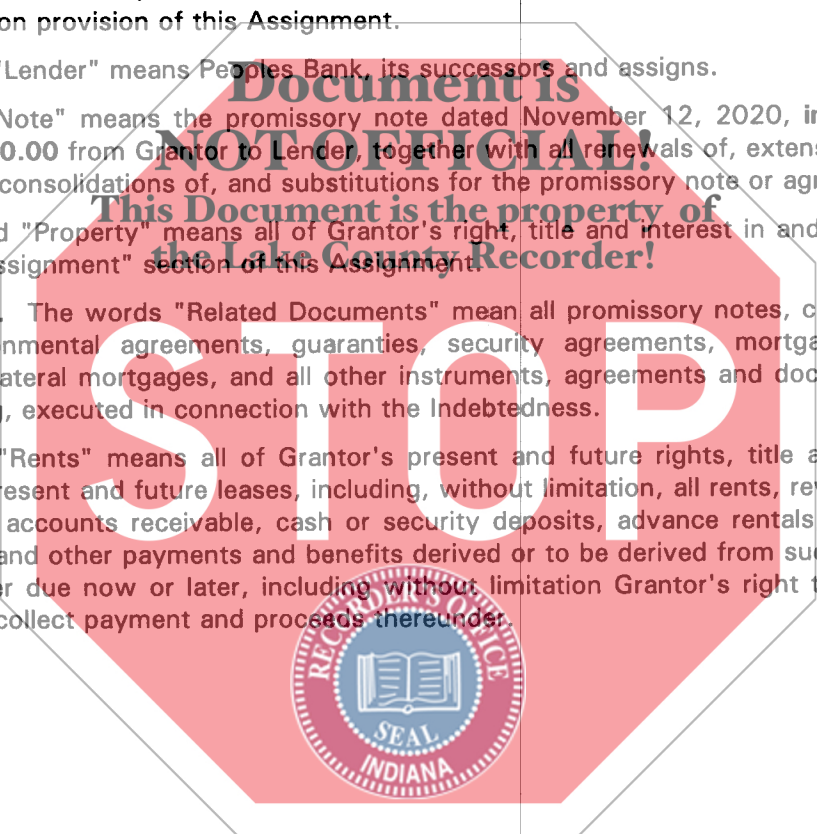 on provision of this Assignment.
"Lender" means Peoples Bank, its successors and assigns.
Document is
Note" means the promissory note dated November 12, 2020, in
NOT OFFICIAL!
0.00 from Grantor to Lender, together with all renewals of, extens
consolidations of, and substitutions for the promissory note or agr
This Document is the property of
d "Property" means all of Grantor's right, title and interest in and
the Lake County Recorder!
ssignment" section of this Assignment.
. The words "Related Documents" mean all promissory notes, c
onmental agreements, guaranties, security agreements, mortga
ateral mortgages, and all other instruments, agreements and doc
, executed in connection with the Indebtedness.
STOP
"Rents" means all of Grantor's present and future rights, title a
resent and future leases, including, without limitation, all rents, re
accounts receivable, cash or security deposits, advance rentals
and other payments and benefits derived or to be derived from su
r due now or later, including without limitation Grantor's right t
collect payment and proceeds thereunder.
RECORDER'S OFFICE
SEAL
INDIANA